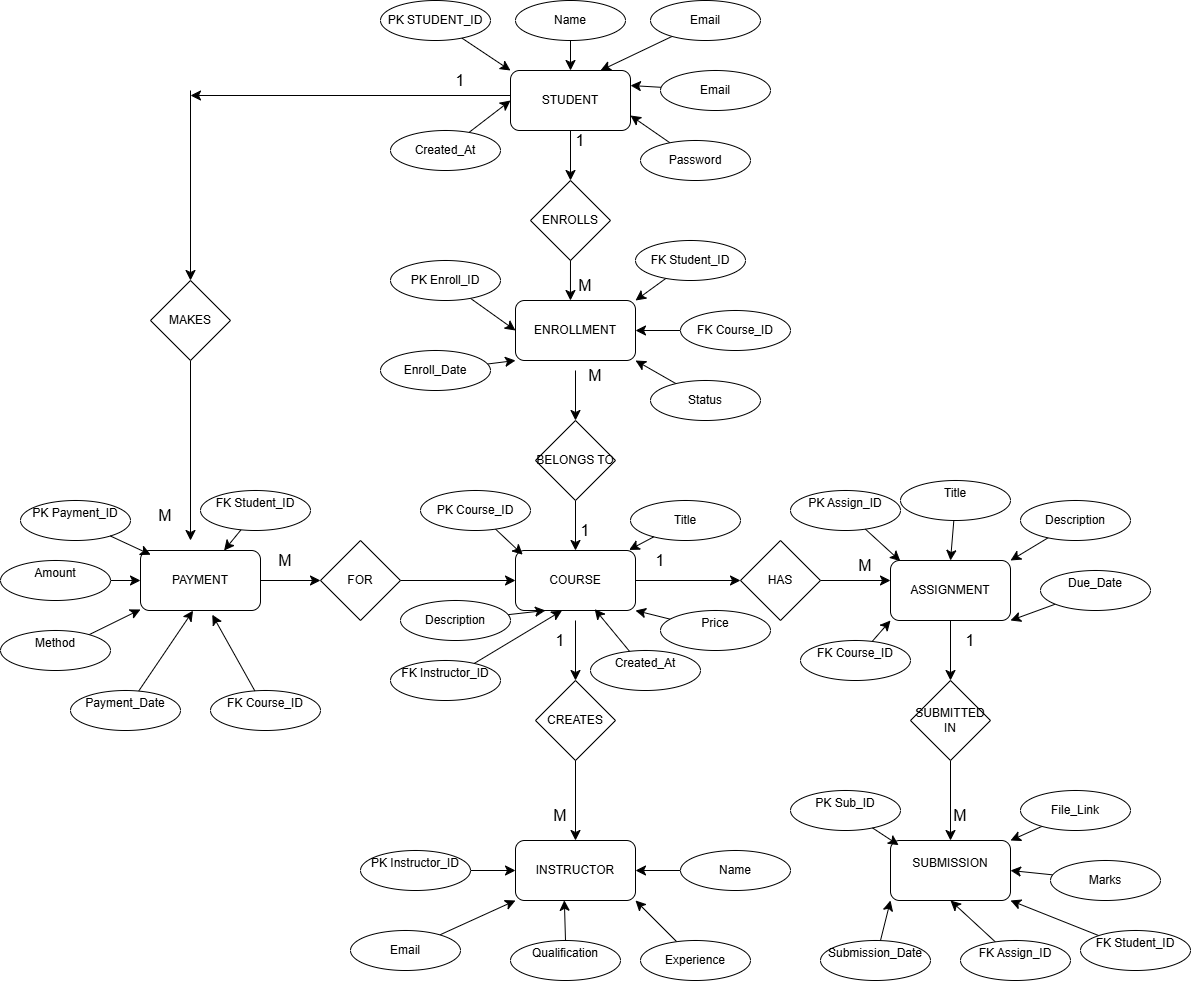 PK STUDENT_ID
Name
Email
1
STUDENT
Email
Created_At
1
Password
ENROLLS
FK Student_ID
PK Enroll_ID
M
MAKES
ENROLLMENT
FK Course_ID
Enroll_Date
M
Status
BELONGS TO
PK Payment_ID
M
FK Student_ID
PK Course_ID
Title
PK Assign_ID
Title
Description
1
Amount
PAYMENT
M
FOR
COURSE
1
HAS
M
ASSIGNMENT
Due_Date
Method
Description
Price
1
1
FK Instructor_ID
Created_At
FK Course_ID
Payment_Date
FK Course_ID
CREATES
SUBMITTED
IN
M
PK Sub_ID
M
File_Link
PK Instructor_ID
INSTRUCTOR
Name
SUBMISSION
Marks
Email
Qualification
Experience
Submission_Date
FK Assign_ID
FK Student_ID